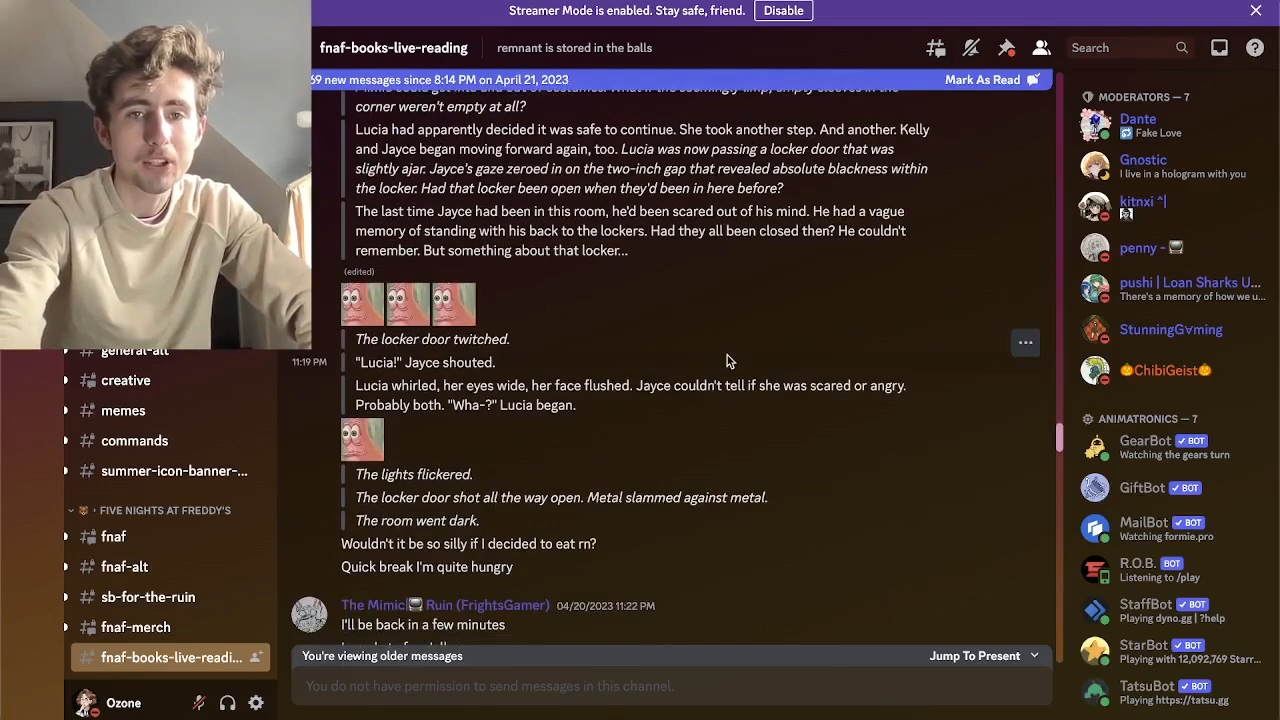 Streamer Mode is enabled. Stay safe, friend.
Disable
fnaf-books-live-reading
remnant is stored in the balls
Search
69 new messages since 8:14 PM on April 21, 2023
Mark As Read
corner weren't empty at all?
Lucia had apparently decided it was safe to continue. She took another step. And another. Kelly
and Jayce began moving forward again, too. Lucia was now passing a locker door that was
slightly ajar. Jayce's gaze zeroed in on the two-inch gap that revealed absolute blackness within
the locker. Had that locker been open when they'd been in here before?
The last time Jayce had been in this room, he'd been scared out of his mind. He had a vague
memory of standing with his back to the lockers. Had they all been closed then? He couldn't
remember. But something about that locker...
(edited)
The locker door twitched.
11:19 PM
"Lucia!" Jayce shouted.
Lucia whirled, her eyes wide, her face flushed. Jayce couldn't tell if she was scared or angry.
Probably both. "Wha-?" Lucia began.
The lights flickered.
The locker door shot all the way open. Metal slammed against metal.
The room went dark.
Wouldn't it be so silly if I decided to eat rn?
Quick break I'm quite hungry
The Mimic| Ruin (FrightsGamer) 04/20/2023 11:22 PM
I'll be back in a few minutes
You're viewing older messages
Jump To Present
You do not have permission to send messages in this channel.
general-alt
creative
memes
commands
summer-icon-banner-...
FIVE NIGHTS AT FREDDY'S
fnaf
fnaf-alt
sb-for-the-ruin
fnaf-merch
fnaf-books-live-readi...
Ozone
MODERATORS — 7
Dante
Fake Love
Gnostic
I live in a hologram with you
kitnxi ^|
penny -
pushi | Loan Sharks U...
There's a memory of how we u...
StunningG∀ming
ChibiGeist
ANIMATRONICS — 7
GearBot
BOT
Watching the gears turn
GiftBot
BOT
MailBot
BOT
Watching formie.pro
R.O.B.
BOT
Listening to /play
StaffBot
BOT
Playing dyno.gg | ?help
StarBot
BOT
Playing with 12,092,769 Starr...
TatsuBot
BOT
Playing https://tatsu.gg